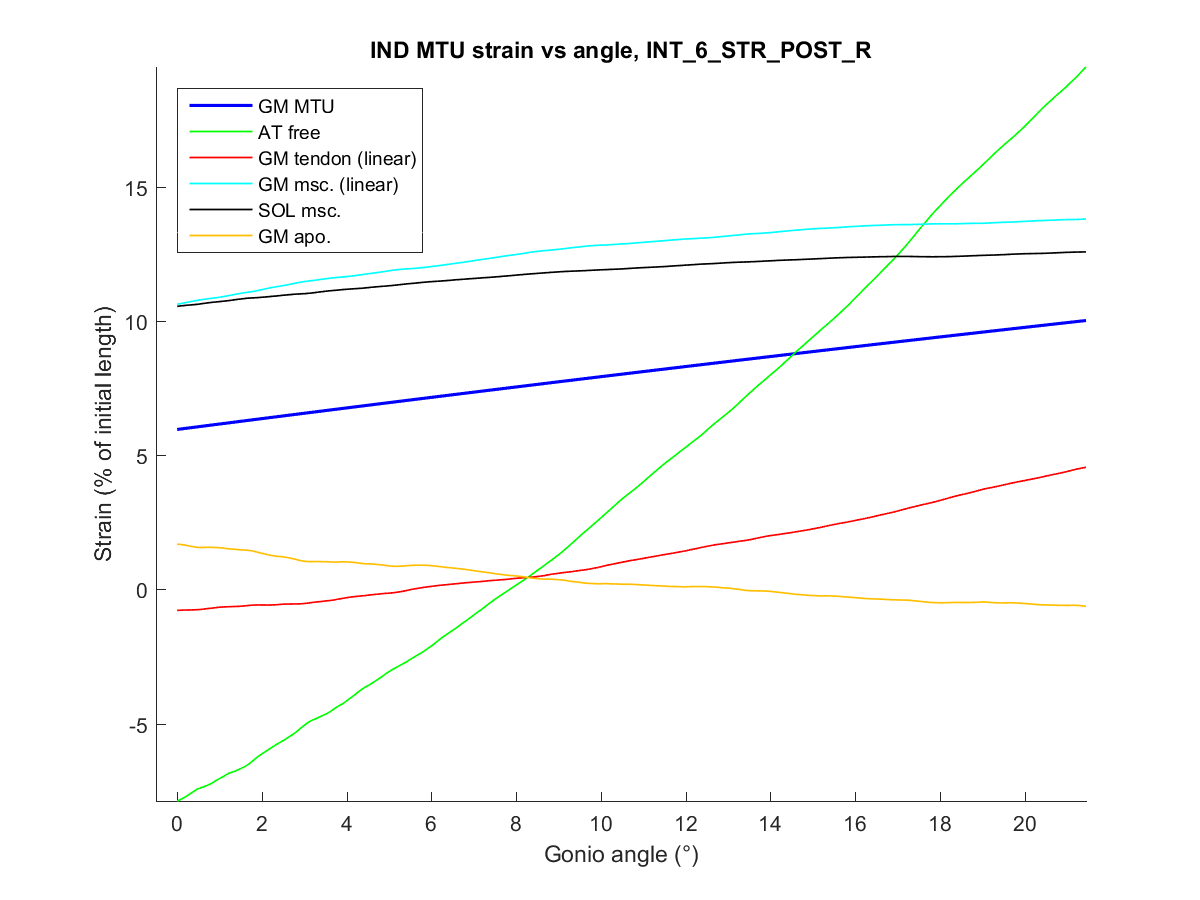 IND MTU strain vs angle, INT_6_STR_POST_R
GM MTU
AT free
GM tendon (linear)
GM msc. (linear)
SOL msc.
GM apo.
Strain (% of initial length)
15
10
5
0
-5
0 2 4 6 8 10 12 14 16 18 20
Gonio angle (°)